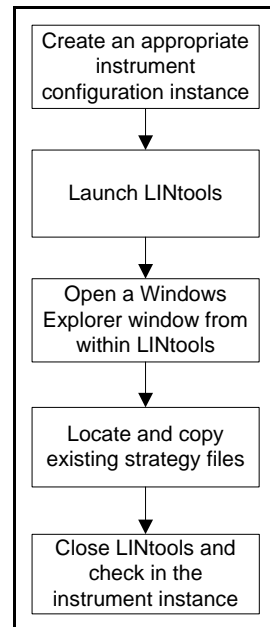 Create an appropriate
instrument
configuration instance
Launch LINtools
Open a Windows
Explorer window from
within LINtools
Locate and copy
existing strategy files
Close LINtools and
check in the
instrument instance